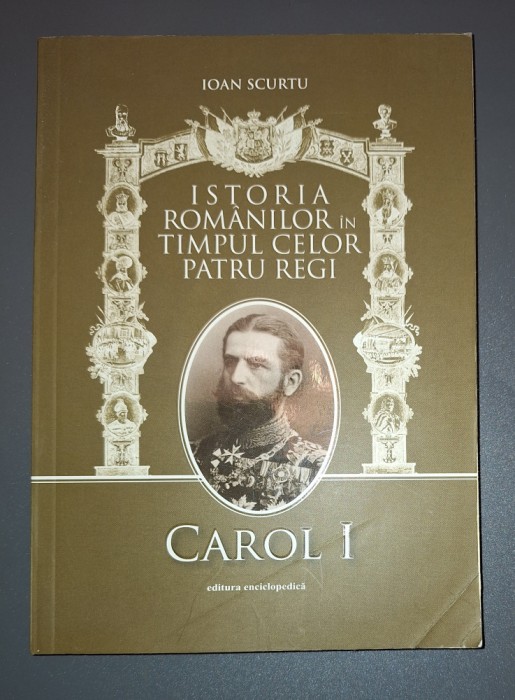 IOAN SCURTU
ISTORIA
ROMÂNILOR ÎN
TIMPUL CELOR
PATRU REGI
CAROL I
editura enciclopedică